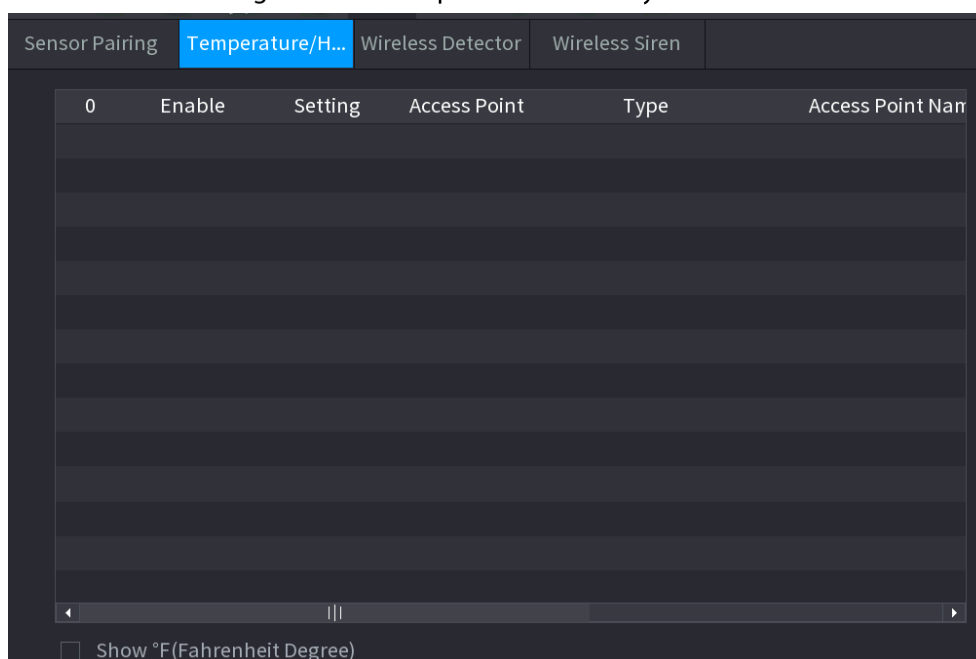 Sensor Pairing Temperature/H... Wireless Detector Wireless Siren
0 Enable Setting Access Point Type Access Point Nam
Show °F(Fahrenheit Degree)